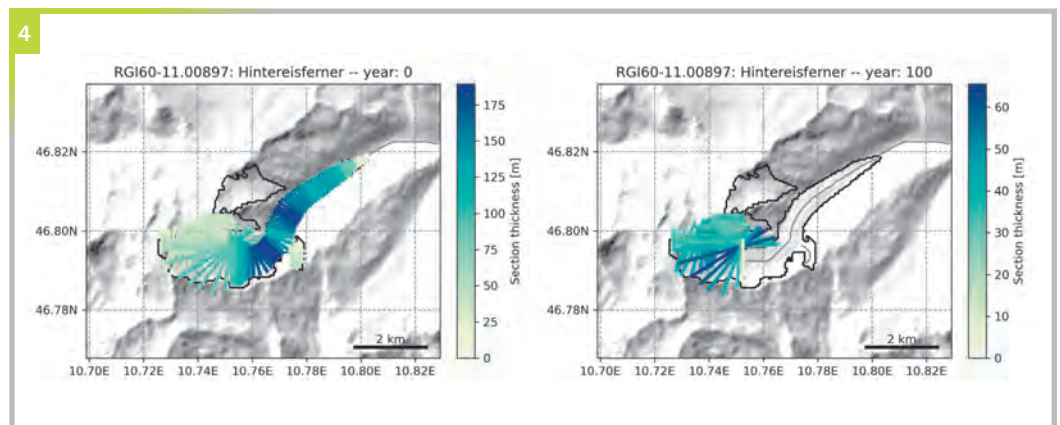 4
RGI60-11.00897: Hintereisferner -- year: 0
46.82N
46.80N
46.78N
10.70E 10.72E 10.74E 10.76E 10.78E 10.80E 10.82E
2 km
175
150
125
100
75
50
25
0
Section thickness [m]
RGI60-11.00897: Hintereisferner -- year: 100
46.82N
46.80N
46.78N
10.70E 10.72E 10.74E 10.76E 10.78E 10.80E 10.82E
2 km
60
50
40
30
20
10
0
Section thickness [m]